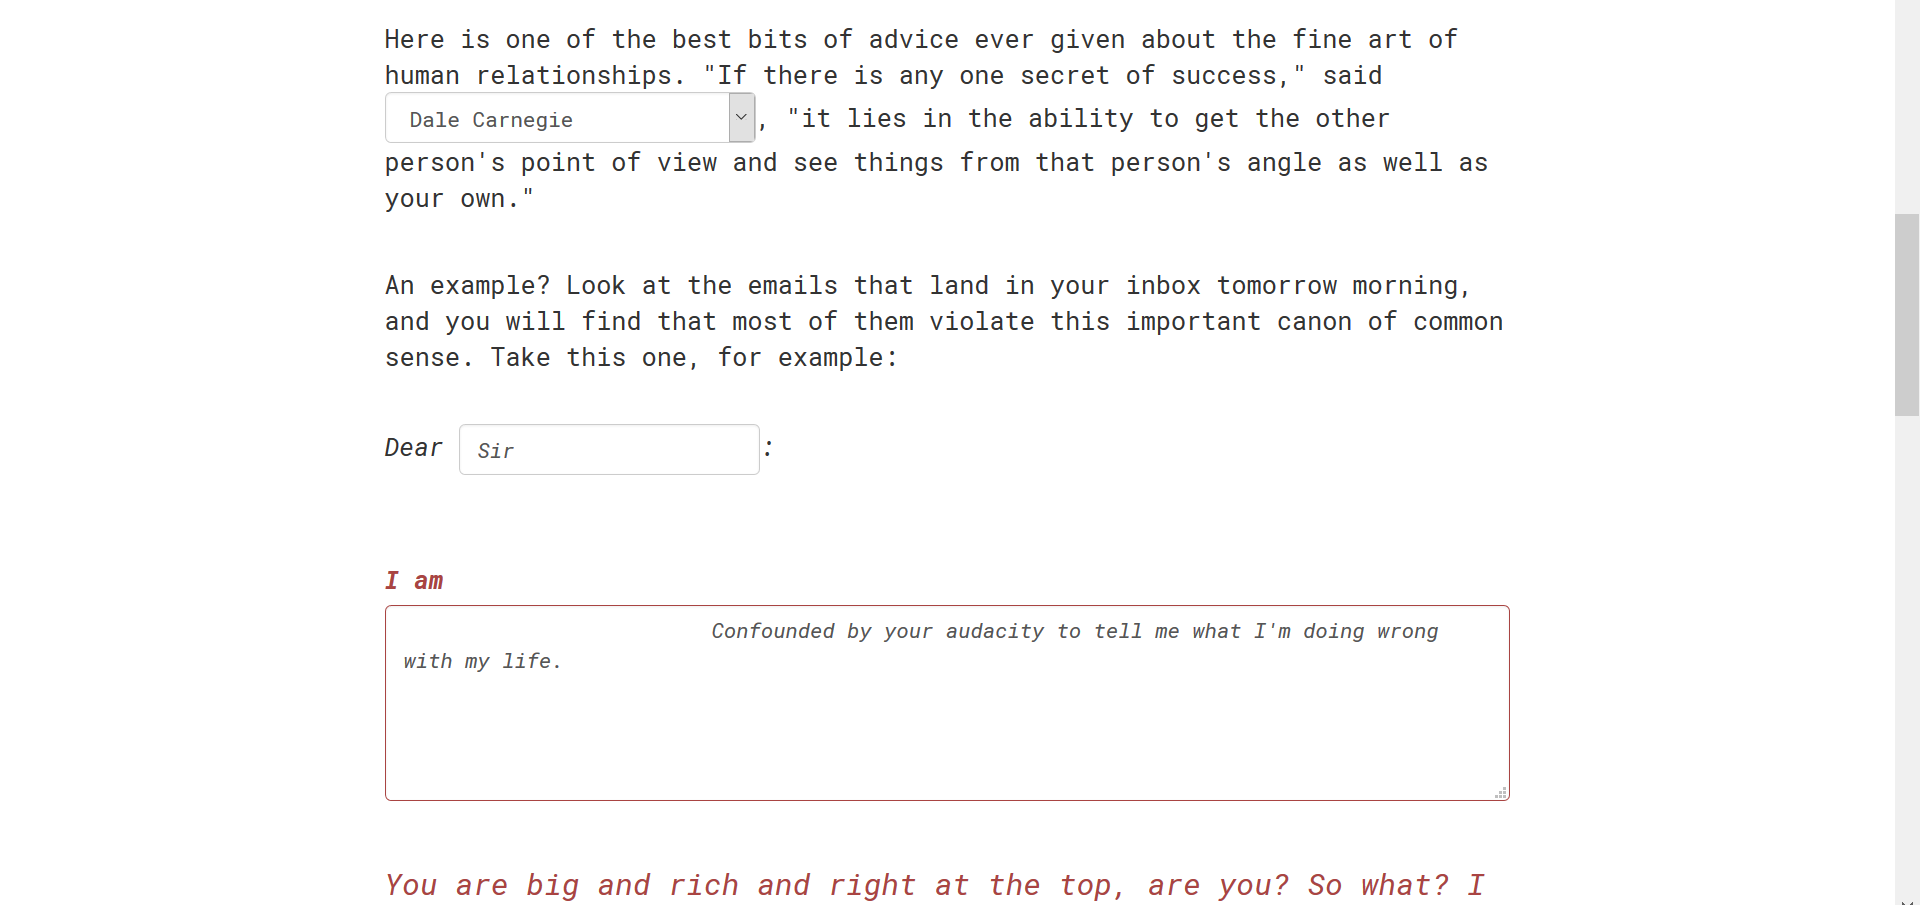 Here is one of the best bits of advice ever given about the fine art of
human relationships. "If there is any one secret of success," said
Dale Carnegie, "it lies in the ability to get the other
person's point of view and see things from that person's angle as well as
your own."
An example? Look at the emails that land in your inbox tomorrow morning,
and you will find that most of them violate this important canon of common
sense. Take this one, for example:
Dear Sir:
I am
Confounded by your audacity to tell me what I'm doing wrong
with my life.
You are big and rich and right at the top, are you? So what? I